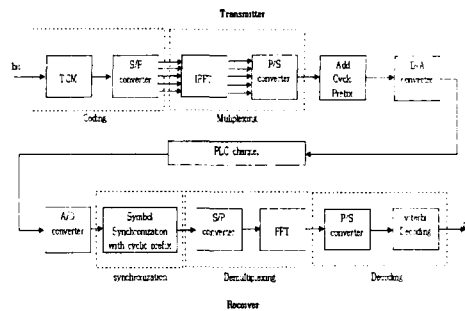 Transmitter
TCM
S/P
converter
IFFT
P/S
converter
Add
Cyclic
Prefix
D/A
converter
Coding
Multiplexing
PLC channel
A/D
converter
Symbol
Synchronization
with cyclic prefix
S/P
converter
FFT
P/S
converter
Viterbi
Decoding
synchronization
Demultiplexing
Decoding
Receiver